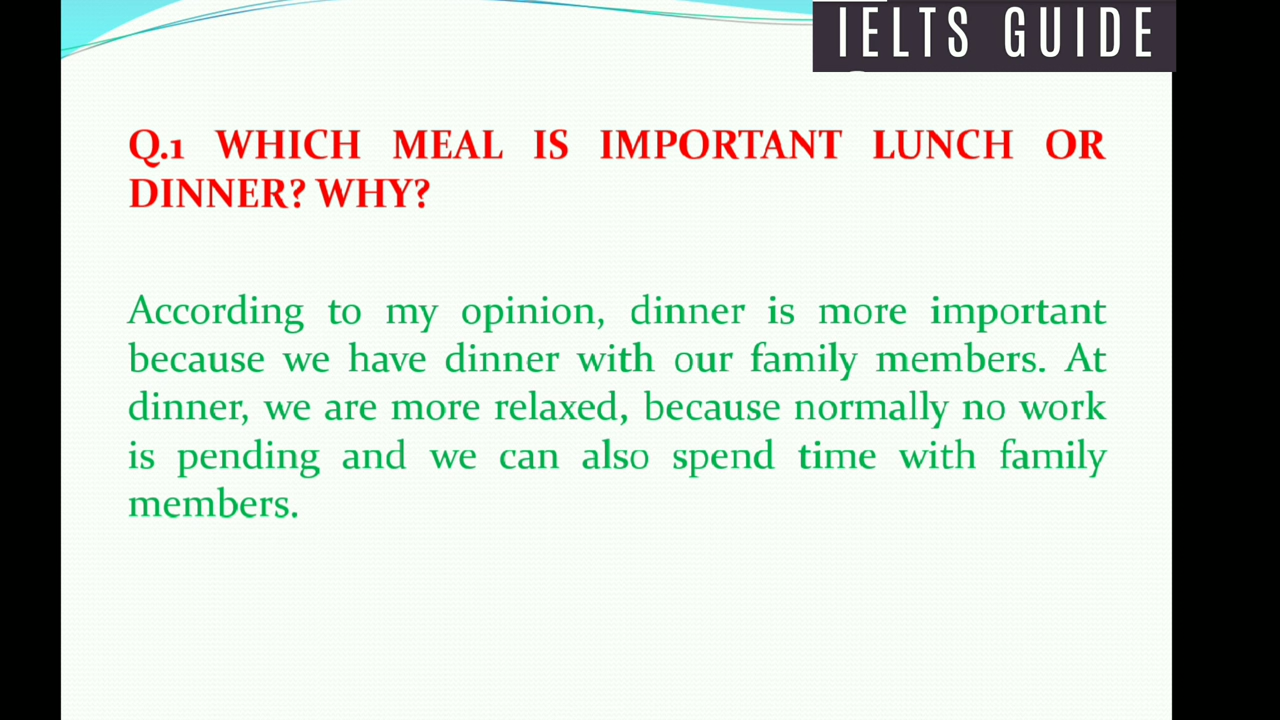 IELTS GUIDE
Q.1 WHICH MEAL IS IMPORTANT LUNCH OR
DINNER? WHY?
According to my opinion, dinner is more important
because we have dinner with our family members. At
dinner, we are more relaxed, because normally no work
is pending and we can also spend time with family
members.